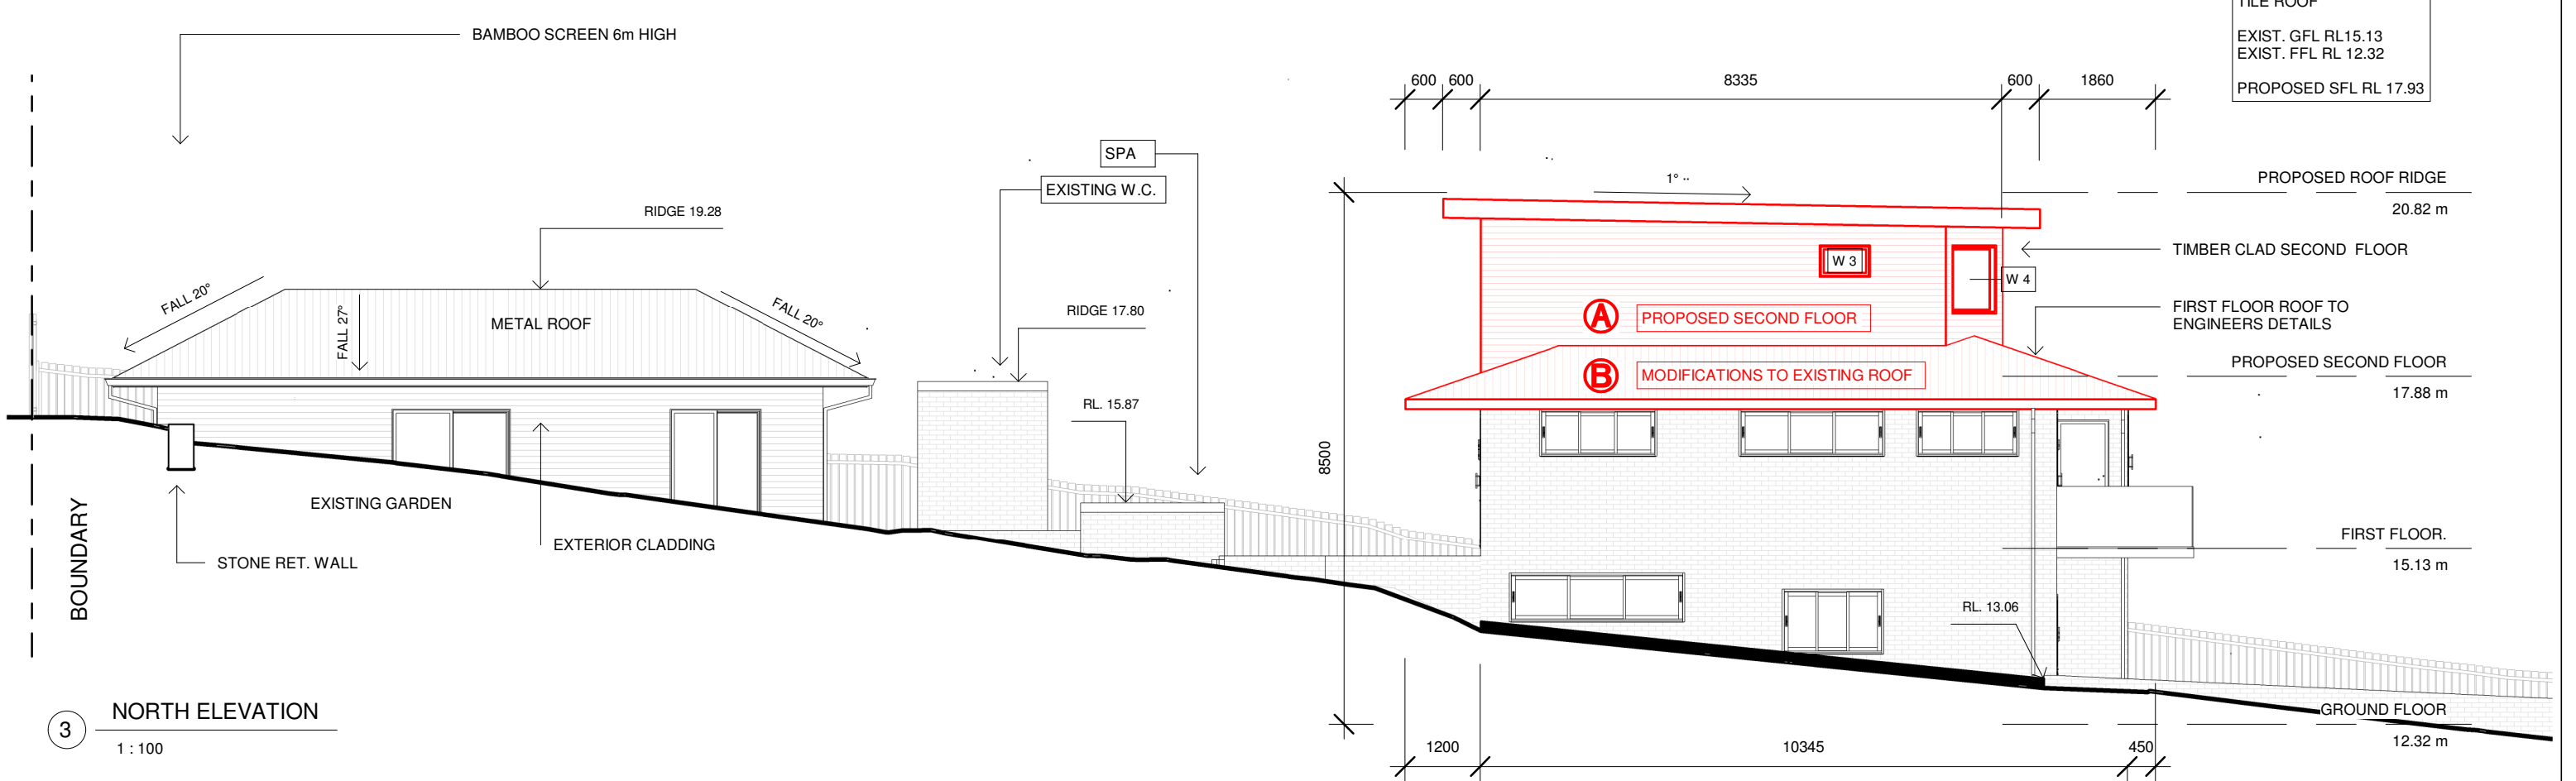 TILE ROOF
EXIST. GFL RL15.13
EXIST. FFL RL 12.32
PROPOSED SFL RL 17.93
BAMBOO SCREEN 6m HIGH
600 600 8335 600 1860
SPA
EXISTING W.C.
1°
PROPOSED ROOF RIDGE
20.82 m
RIDGE 19.28
TIMBER CLAD SECOND FLOOR
W 3
W 4
FALL 20°
FALL 27°
METAL ROOF
FALL 20°
RIDGE 17.80
A PROPOSED SECOND FLOOR
FIRST FLOOR ROOF TO
ENGINEERS DETAILS
PROPOSED SECOND FLOOR
17.88 m
B MODIFICATIONS TO EXISTING ROOF
RL. 15.87
8500
EXISTING GARDEN
EXTERIOR CLADDING
STONE RET. WALL
BOUNDARY
FIRST FLOOR.
15.13 m
RL. 13.06
3 NORTH ELEVATION
1 : 100
GROUND FLOOR
12.32 m
1200 10345 450